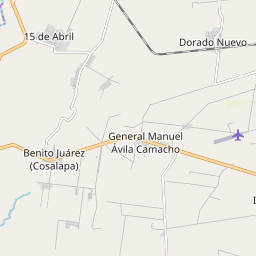 15 de Abril
Dorado Nuevo
General Manuel
Ávila Camacho
Benito Juárez
(Cosalapa)